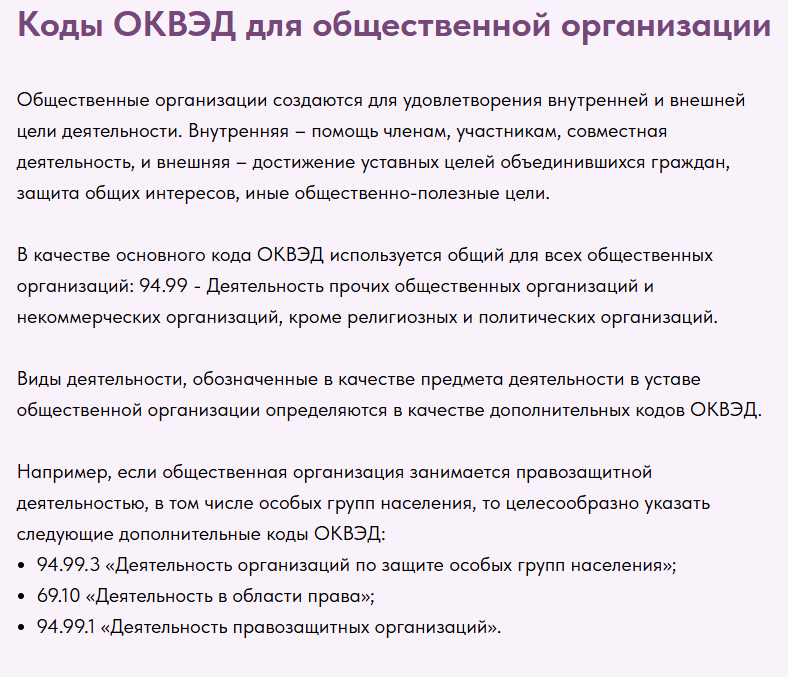 Коды ОКВЭД для общественной организации
Общественные организации создаются для удовлетворения внутренней и внешней
цели деятельности. Внутренняя – помощь членам, участникам, совместная
деятельность, и внешняя – достижение уставных целей объединившихся граждан,
защита общих интересов, иные общественно-полезные цели.
В качестве основного кода ОКВЭД используется общий для всех общественных
организаций: 94.99 - Деятельность прочих общественных организаций и
некоммерческих организаций, кроме религиозных и политических организаций.
Виды деятельности, обозначенные в качестве предмета деятельности в уставе
общественной организации определяются в качестве дополнительных кодов ОКВЭД.
Например, если общественная организация занимается правозащитной
деятельностью, в том числе особых групп населения, то целесообразно указать
следующие дополнительные коды ОКВЭД:
• 94.99.3 «Деятельность организаций по защите особых групп населения»;
• 69.10 «Деятельность в области права»;
• 94.99.1 «Деятельность правозащитных организаций».